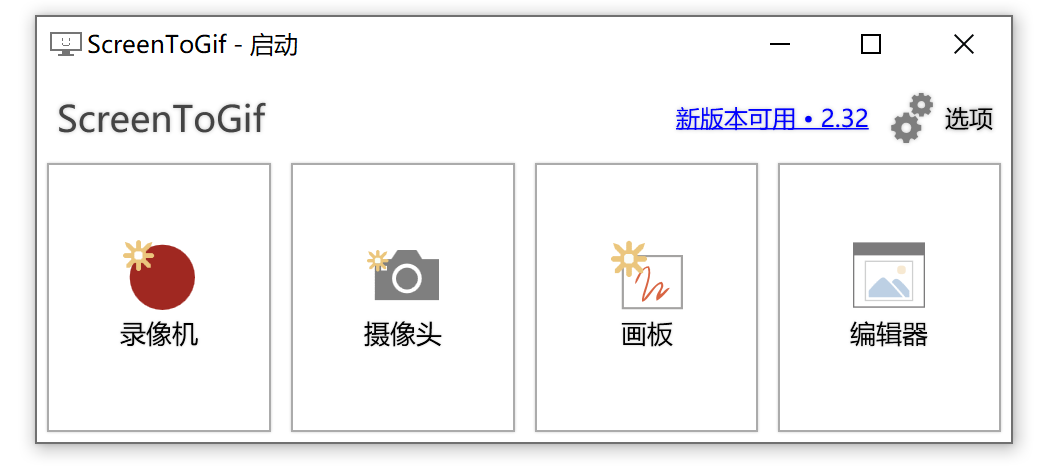 ScreenToGif - 启动
ScreenToGif
新版本可用 • 2.32
选项
录像机
摄像头
画板
编辑器